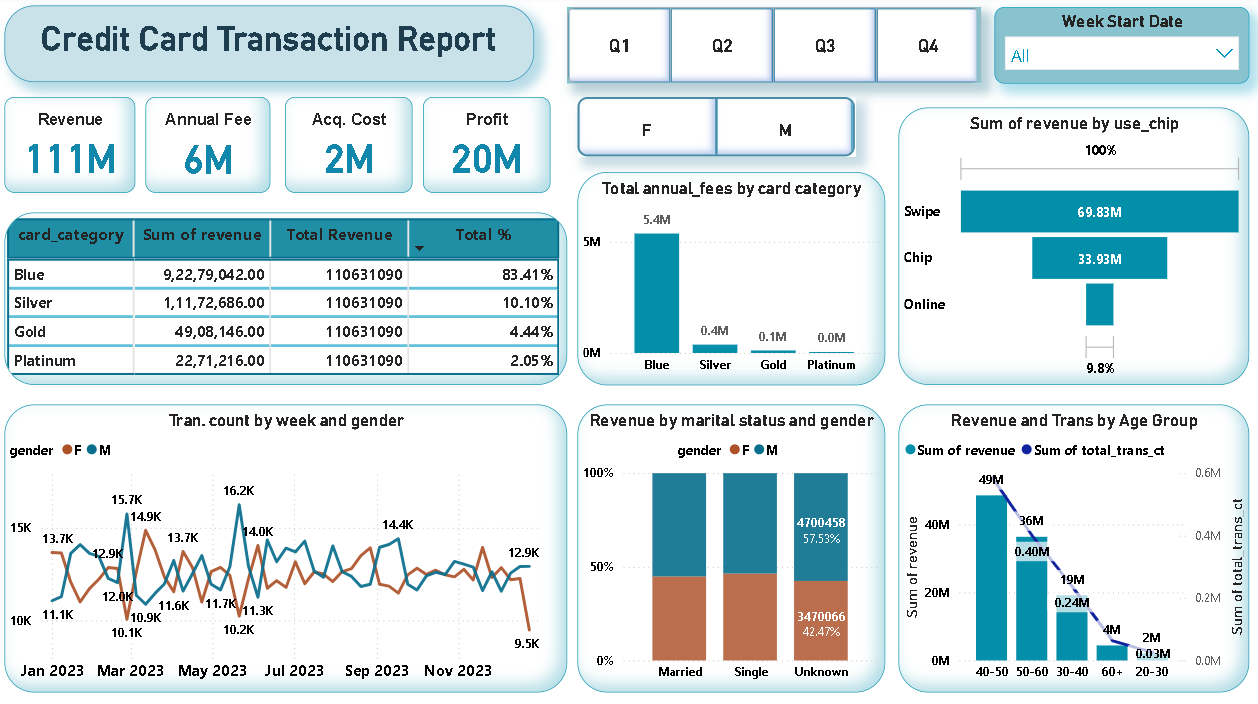 Credit Card Transaction Report
Q1 Q2 Q3 Q4
Week Start Date
All
Revenue
111M
Annual Fee
6M
Acq. Cost
2M
Profit
20M
F M
card_category Sum of revenue Total Revenue Total %
Blue 9,22,79,042.00 110631090 83.41%
Silver 1,11,72,686.00 110631090 10.10%
Gold 49,08,146.00 110631090 4.44%
Platinum 22,71,216.00 110631090 2.05%
Total annual_fees by card category
5.4M
5M
0.4M 0.1M 0.0M
0M
Blue Silver Gold Platinum
Sum of revenue by use_chip
100%
Swipe 69.83M
Chip 33.93M
Online
9.8%
Tran. count by week and gender
gender F M
16.2K
15.7K
14.9K
15K
14.4K
14.0K
13.7K
13.7K
12.9K
12.9K
12.0K
11.6K
11.7K
11.3K
11.1K
10.9K
10K
10.1K
10.2K
9.5K
Jan 2023 Mar 2023 May 2023 Jul 2023 Sep 2023 Nov 2023
Revenue by marital status and gender
gender F M
100%
4700458
57.53%
50%
3470066
42.47%
0%
Married Single Unknown
Revenue and Trans by Age Group
Sum of revenue Sum of total_trans_ct
Sum of revenue
49M
0.6M
40M
36M
0.4M
0.40M
19M
20M
0.24M
0.2M
4M
2M
0M
0.03M
0.0M
40-50 50-60 30-40 60+ 20-30
Sum of total_trans_ct